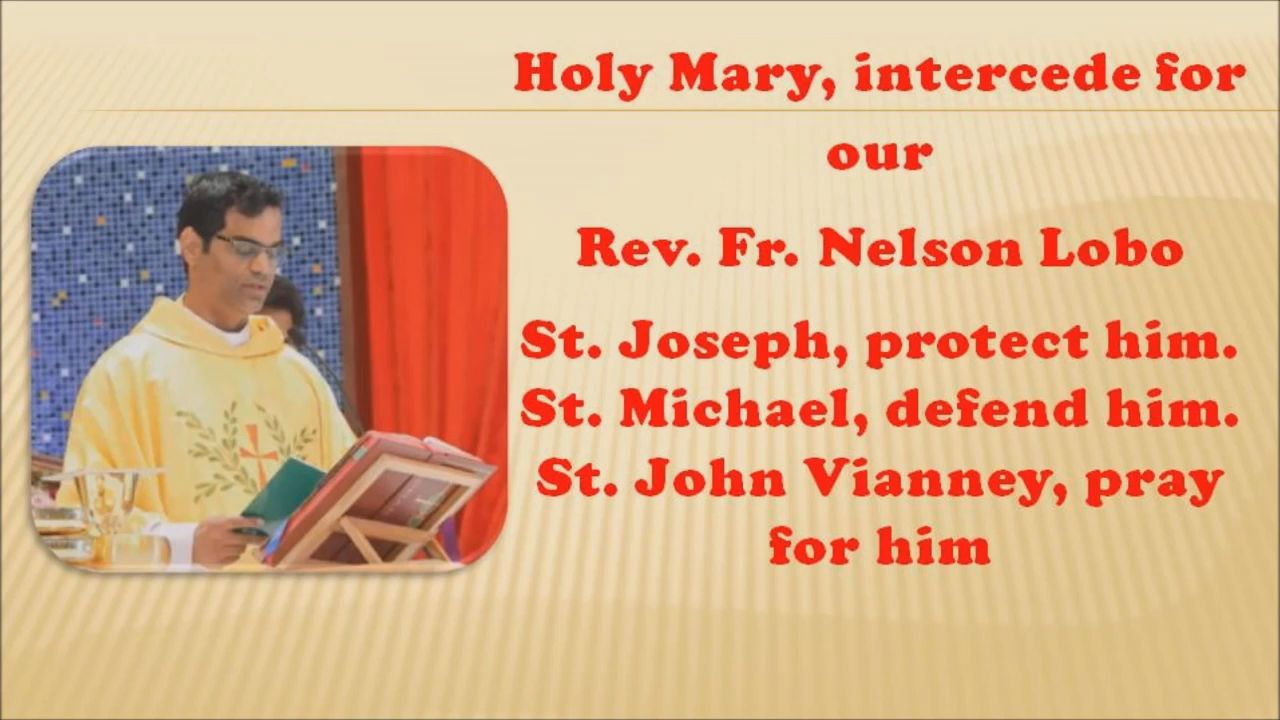 Holy Mary, intercede for
our
Rev. Fr. Nelson Lobo
St. Joseph, protect him.
St. Michael, defend him.
St. John Vianney, pray
for him